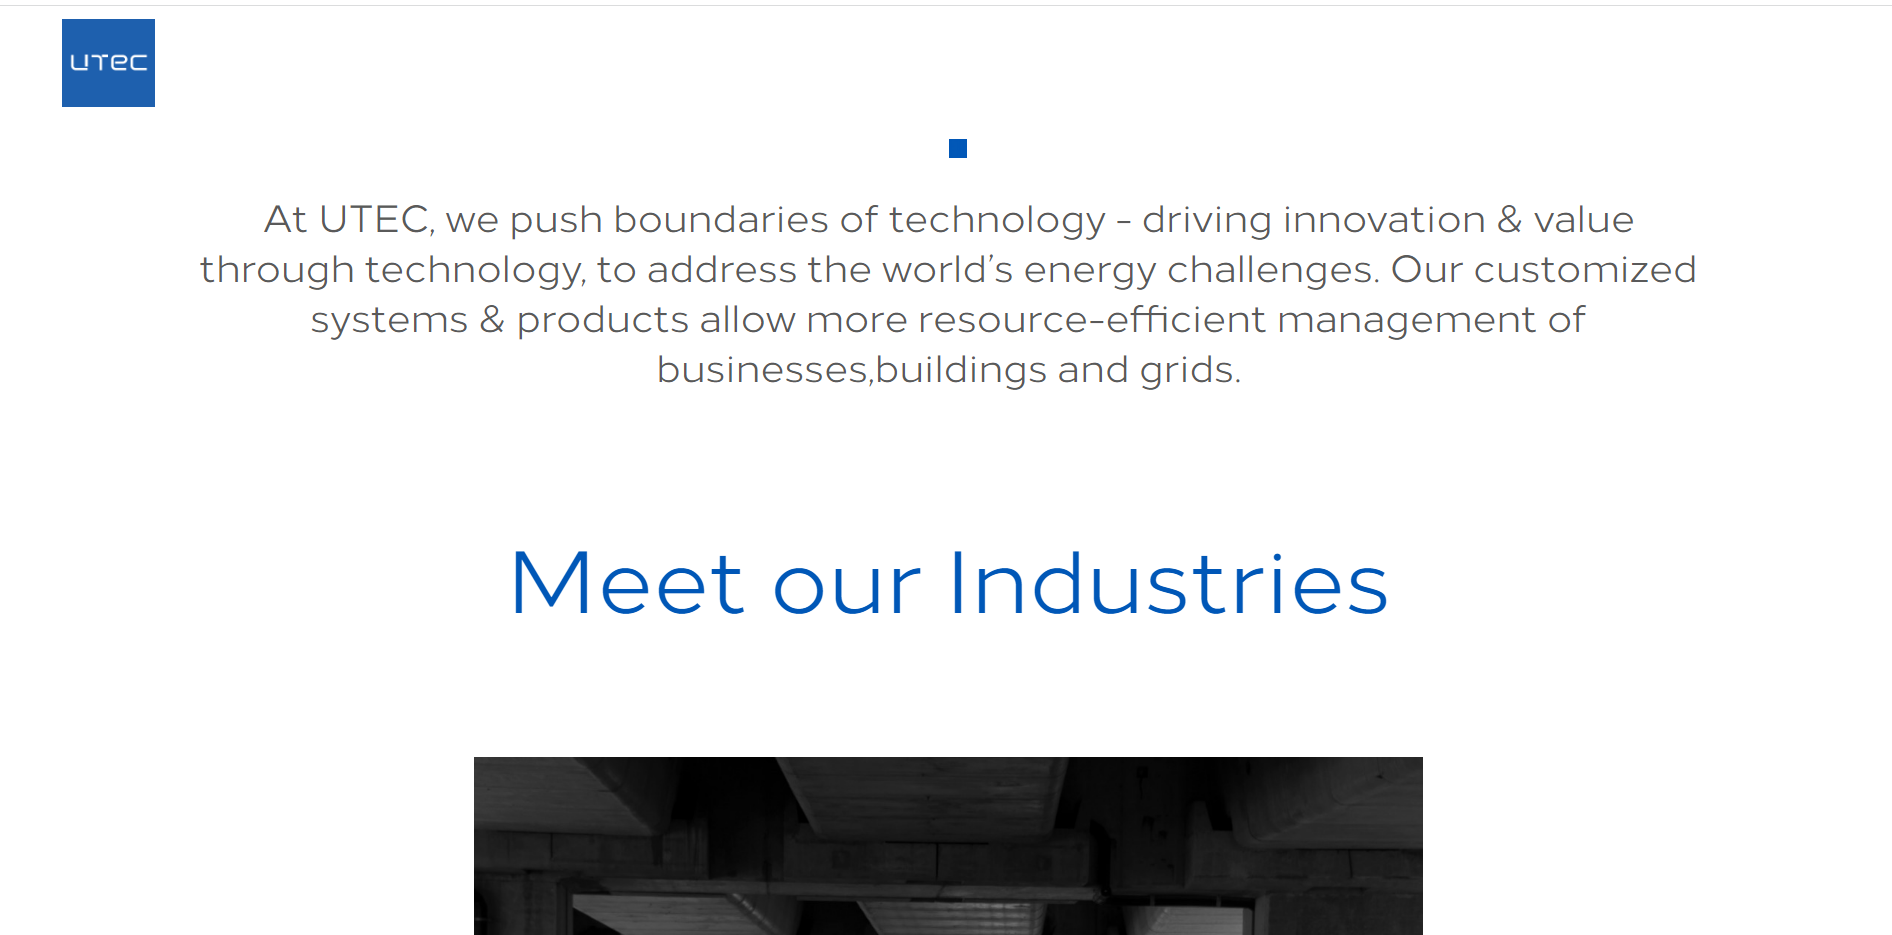 UTEC
At UTEC, we push boundaries of technology - driving innovation & value
through technology, to address the world’s energy challenges. Our customized
systems & products allow more resource-efficient management of
businesses,buildings and grids.
Meet our Industries